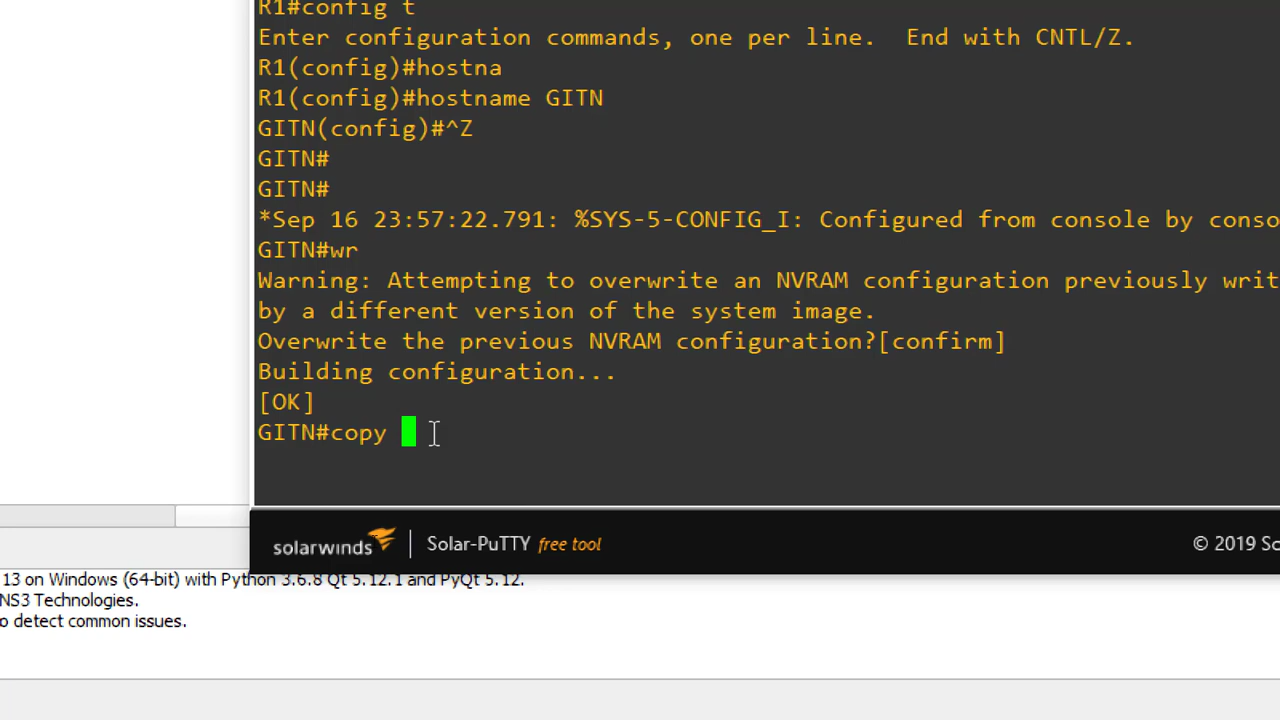 R1#config t
Enter configuration commands, one per line.  End with CNTL/Z.
R1(config)#hostna
R1(config)#hostname GITN
GITN(config)#^Z
GITN#
GITN#
*Sep 16 23:57:22.791: %SYS-5-CONFIG_I: Configured from console by conso
GITN#wr
Warning: Attempting to overwrite an NVRAM configuration previously writ
by a different version of the system image.
Overwrite the previous NVRAM configuration?[confirm]
Building configuration...
[OK]
GITN#copy
solarwinds | Solar-PuTTY free tool © 2019 So
13 on Windows (64-bit) with Python 3.6.8 Qt 5.12.1 and PyQt 5.12.
NS3 Technologies.
o detect common issues.